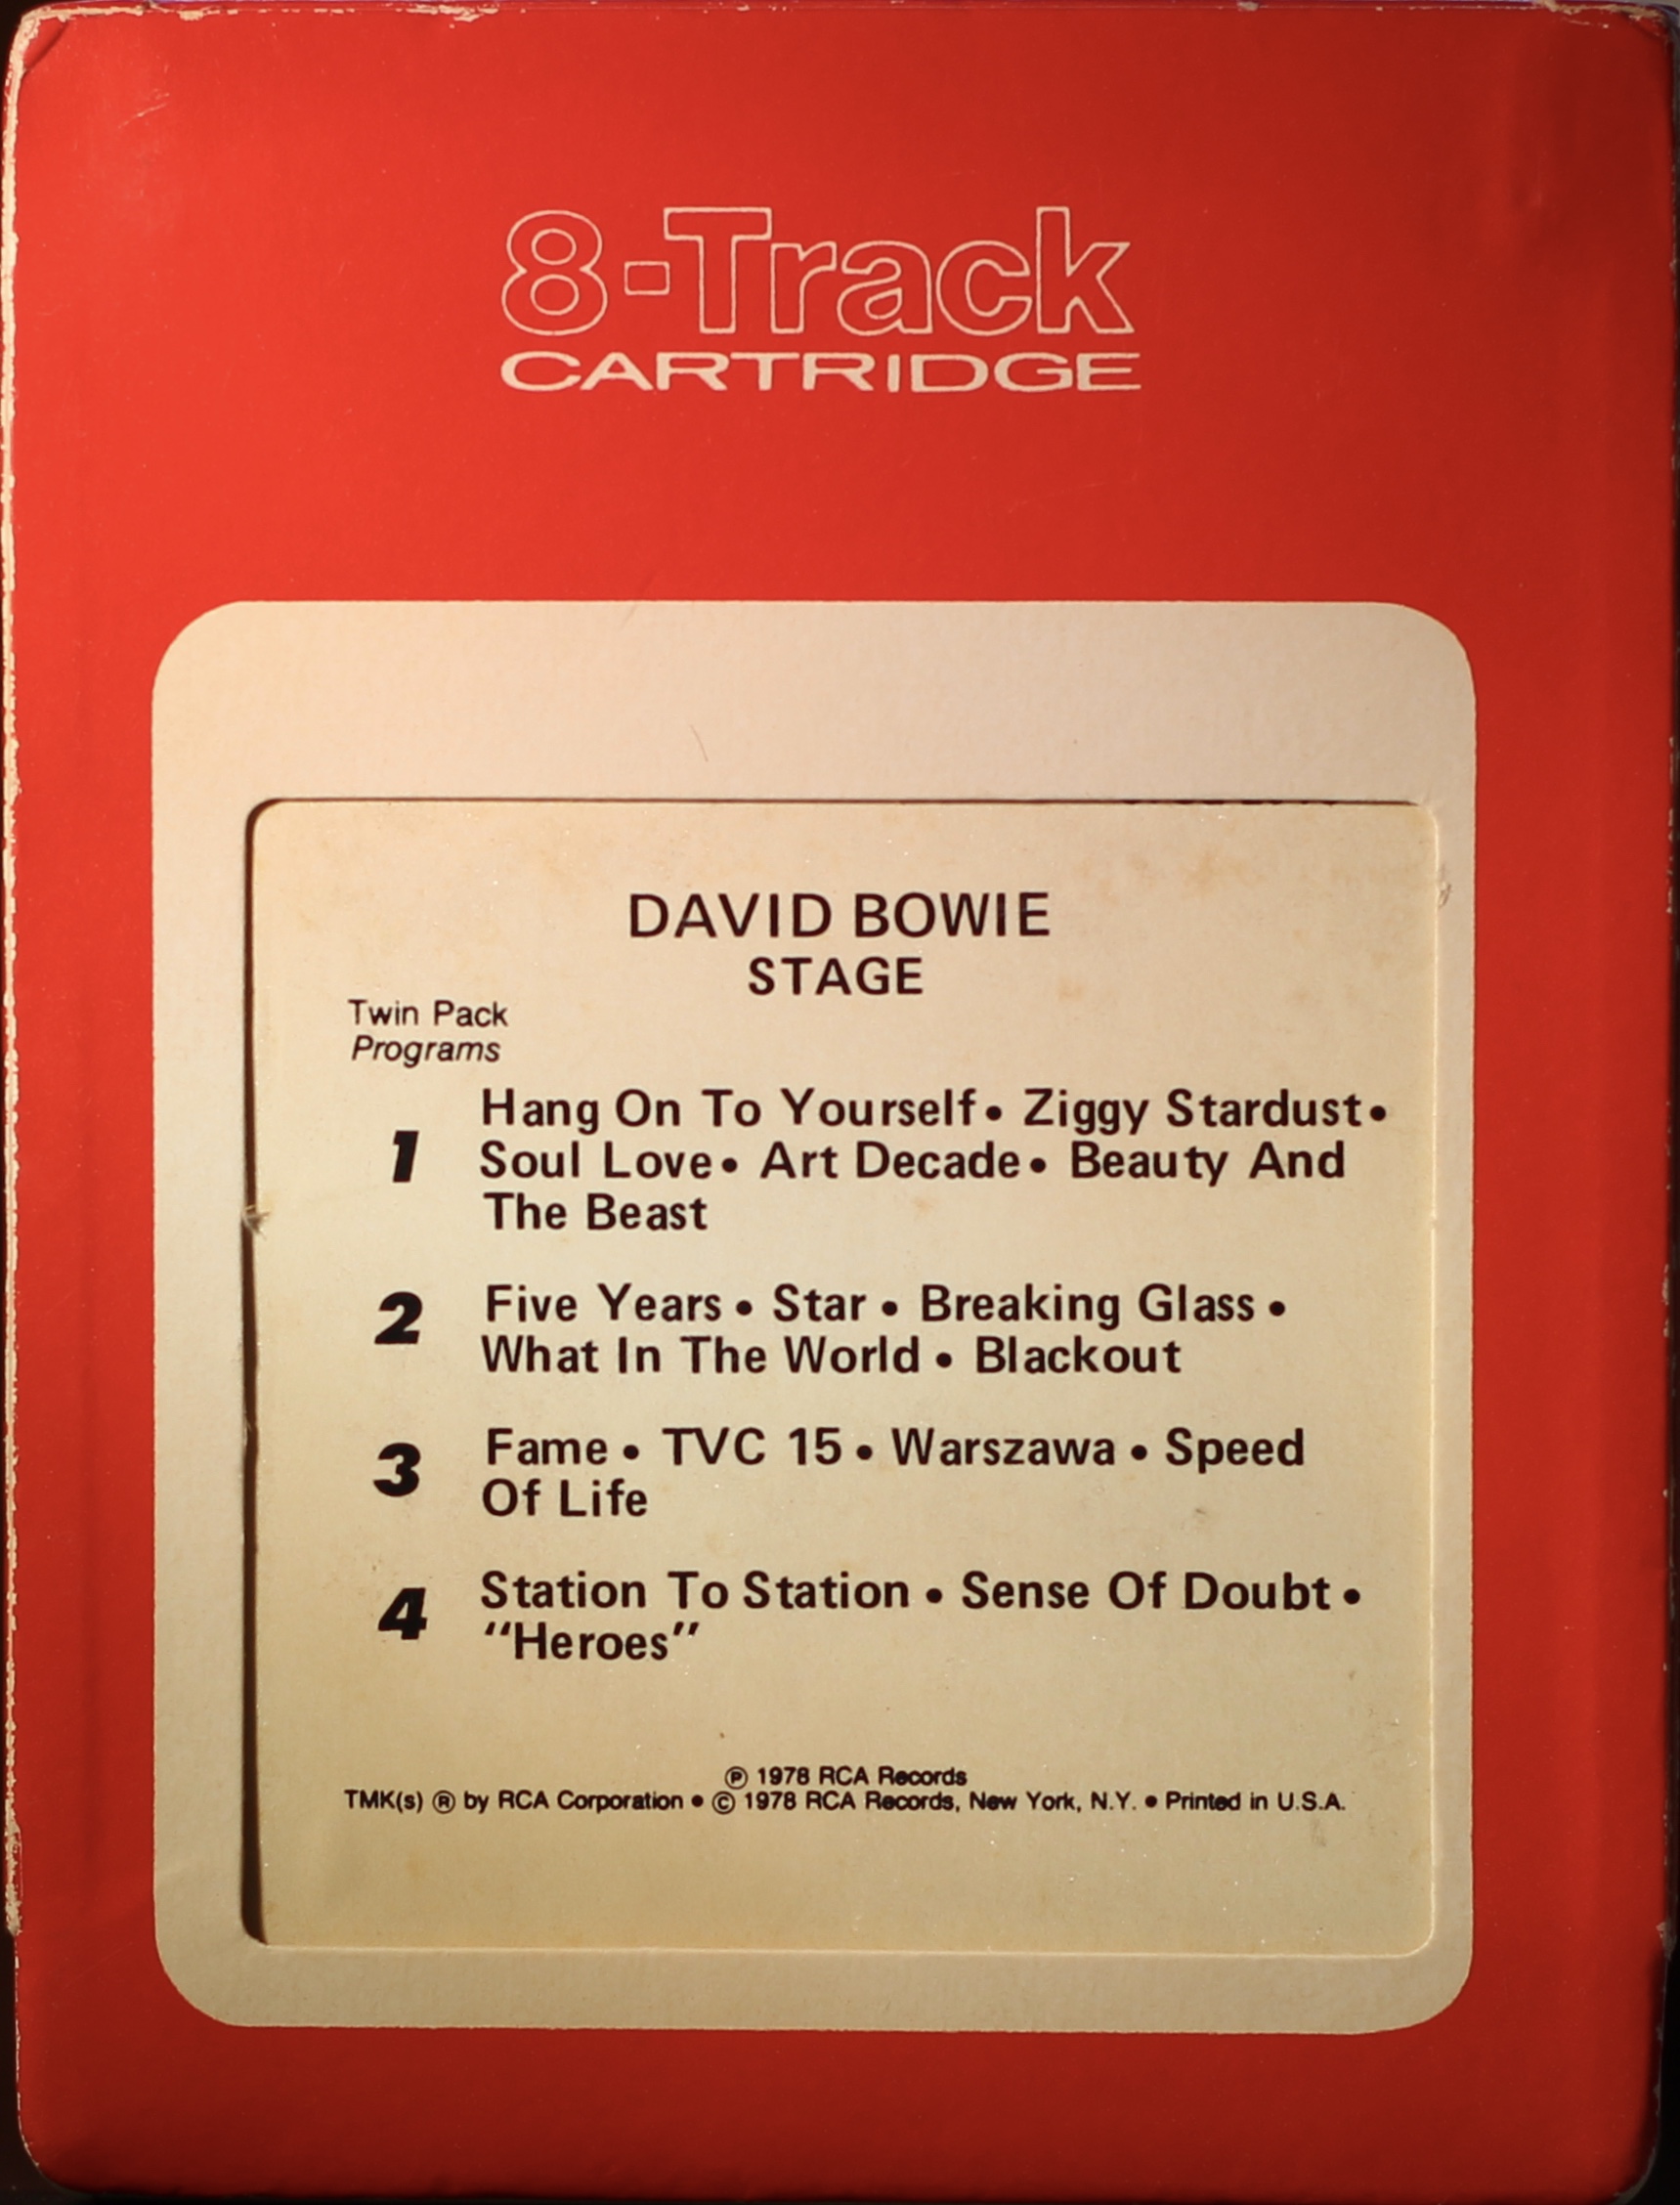 8-Track
CARTRIDGE
DAVID BOWIE
STAGE
Twin Pack
Programs
1 Hang On To Yourself • Ziggy Stardust •
Soul Love • Art Decade • Beauty And
The Beast
2 Five Years • Star • Breaking Glass •
What In The World • Blackout
3 Fame • TVC 15 • Warszawa • Speed
Of Life
4 Station To Station • Sense Of Doubt •
"Heroes"
℗ 1978 RCA Records
TMK(s) ® by RCA Corporation • © 1978 RCA Records, New York, N.Y. • Printed in U.S.A.